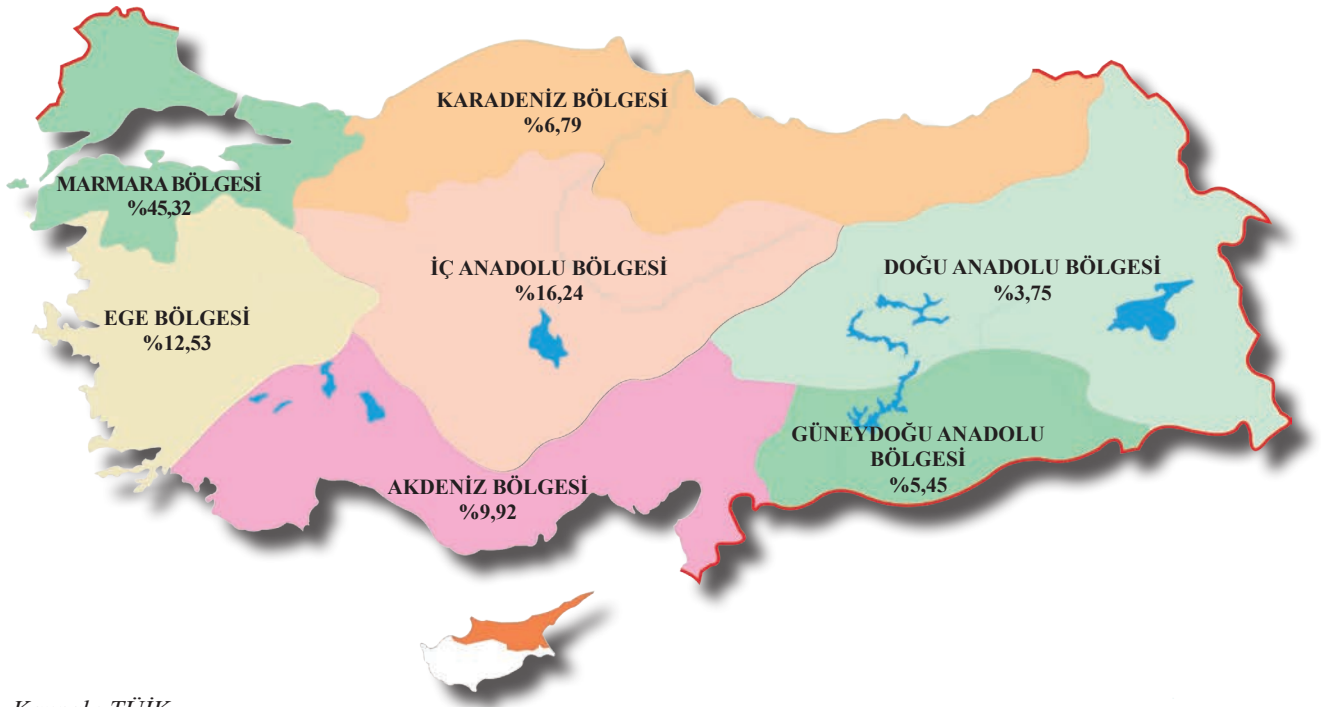 KARADENİZ BÖLGESİ
%6,79
MARMARA BÖLGESİ
%45,32
İÇ ANADOLU BÖLGESİ
%16,24
DOĞU ANADOLU BÖLGESİ
%3,75
EGE BÖLGESİ
%12,53
GÜNEYDOĞU ANADOLU
BÖLGESİ
%5,45
AKDENİZ BÖLGESİ
%9,92
TÜİK